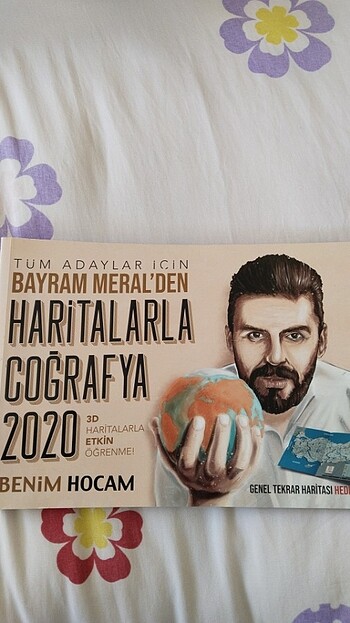 TÜM ADAYLAR İÇİN
BAYRAM MERAL'DEN
HARİTALARLA
COĞRAFYA
2020
3D
HARİTALARLA
ETKİN
ÖĞRENME!
BENİM HOCAM
GENEL TEKRAR HARİTASI